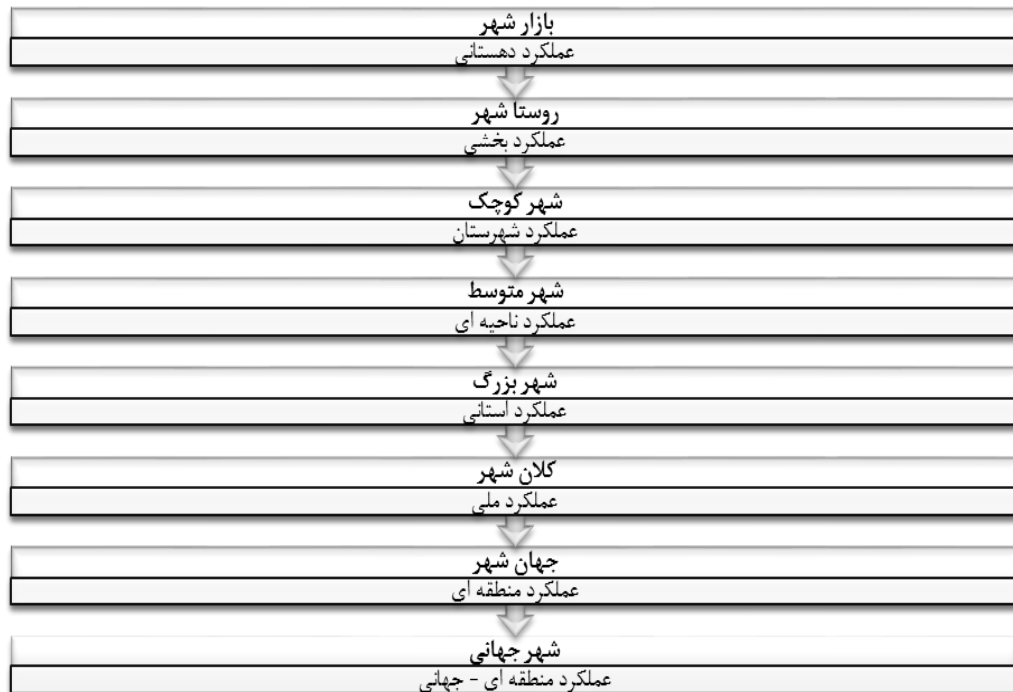 بازار شهر
عملکرد دهستانی
روستا شهر
عملکرد بخشی
شهر کوچک
عملکرد شهرستان
شهر متوسط
عملکرد ناحیه ای
شهر بزرگ
عملکرد استانی
کلان شهر
عملکرد ملی
جهان شهر
عملکرد منطقه ای
شهر جهانی
عملکرد منطقه ای - جهانی